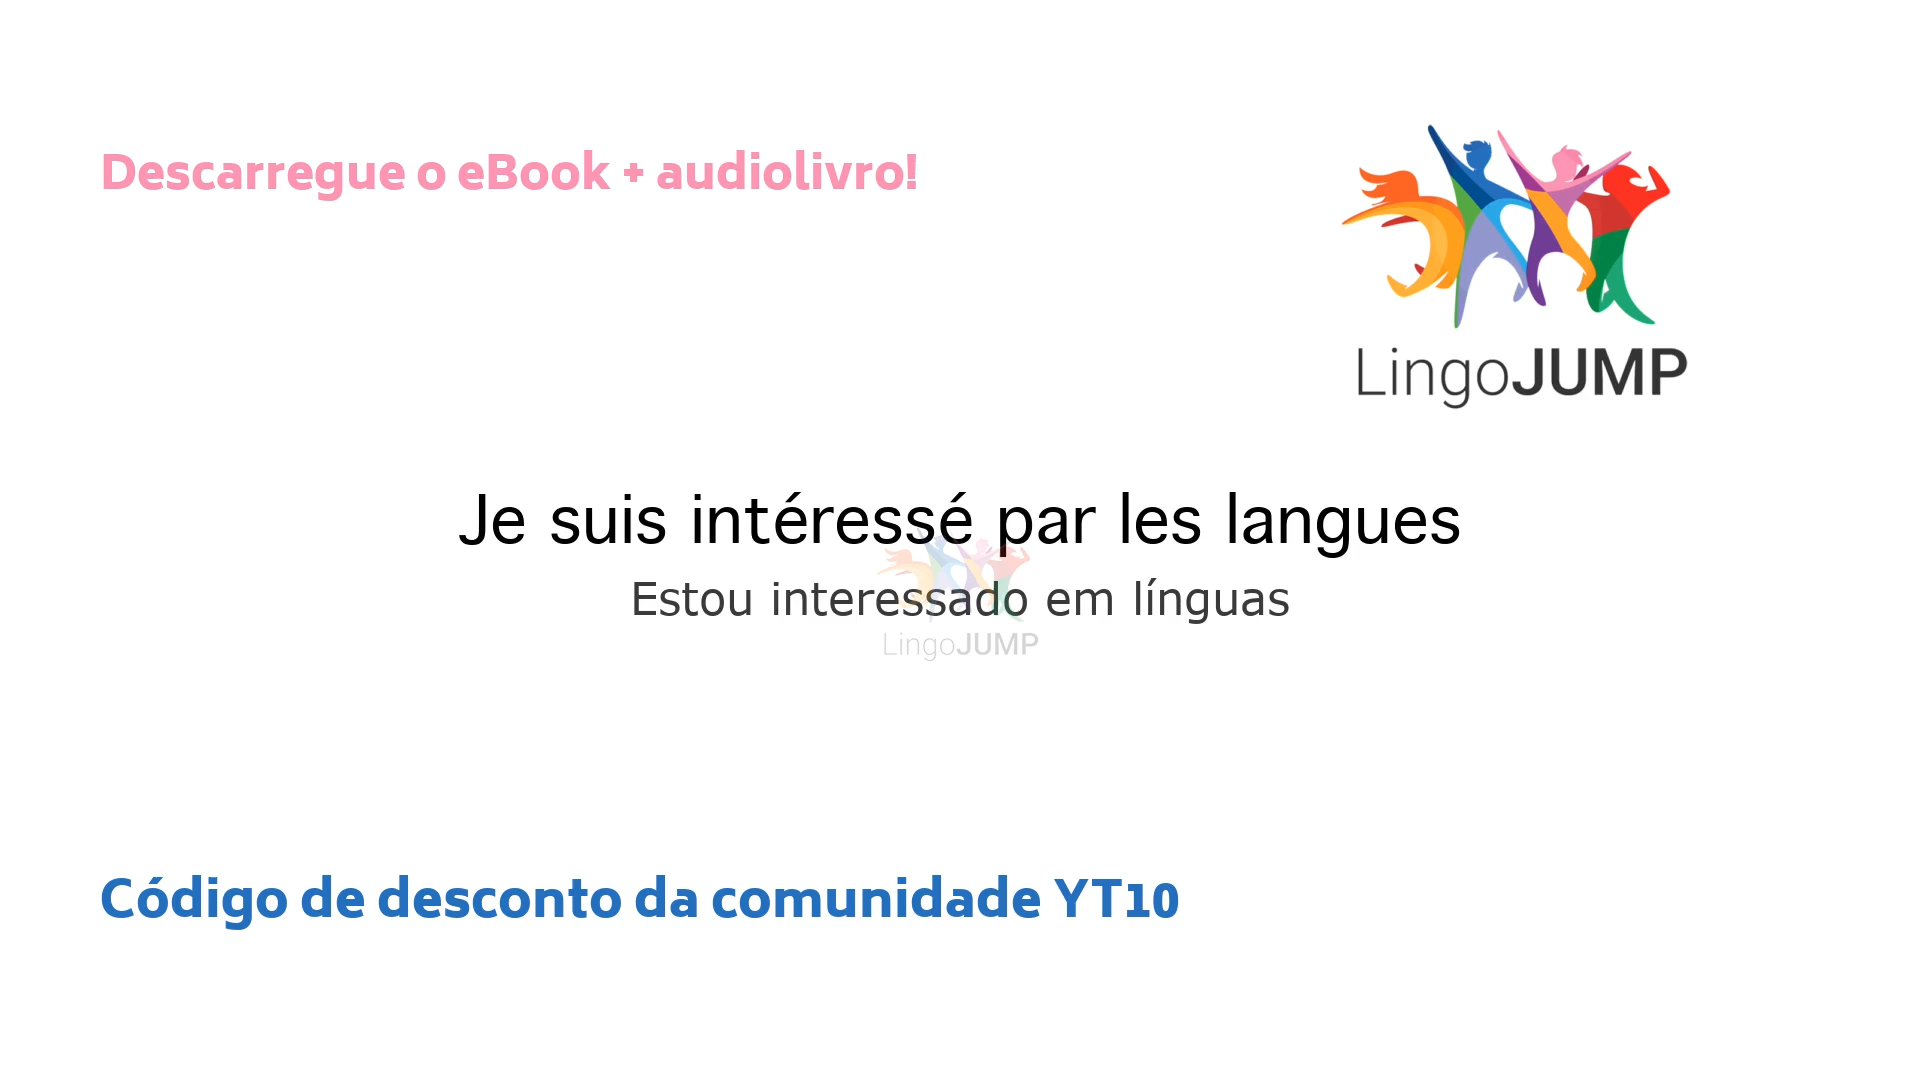 Descarregue o eBook + audiolivro!
LingoJUMP
Je suis intéressé par les langues
Estou interessado em línguas
LingoJUMP
Código de desconto da comunidade YT10